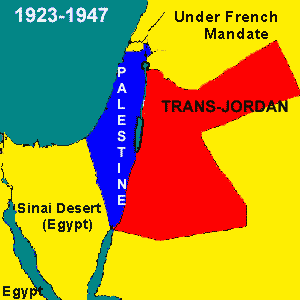 1923-1947
Under French
Mandate
PALESTINE
TRANS-JORDAN
Sinai Desert
(Egypt)
Egypt